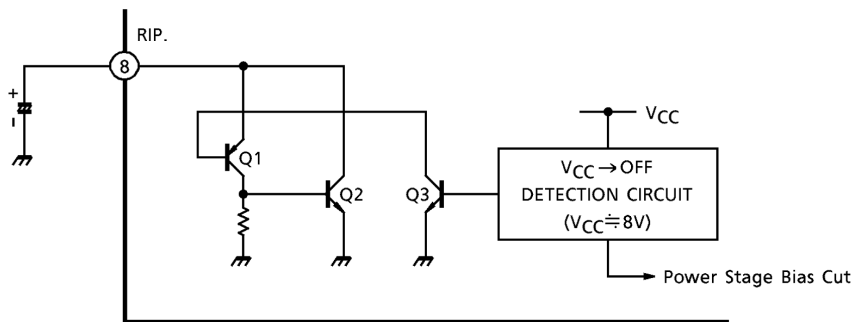 RIP.
8
+
-
Q1
Q2
Q3
VCC
VCC→OFF
DETECTION CIRCUIT
(VCC≒8V)
Power Stage Bias Cut